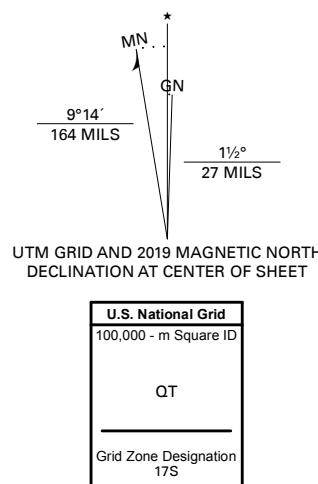 ★
MN
GN
9°14´
164 MILS
1½°
27 MILS
UTM GRID AND 2019 MAGNETIC NORTH
DECLINATION AT CENTER OF SHEET
U.S. National Grid
100,000 - m Square ID
QT
Grid Zone Designation
17S